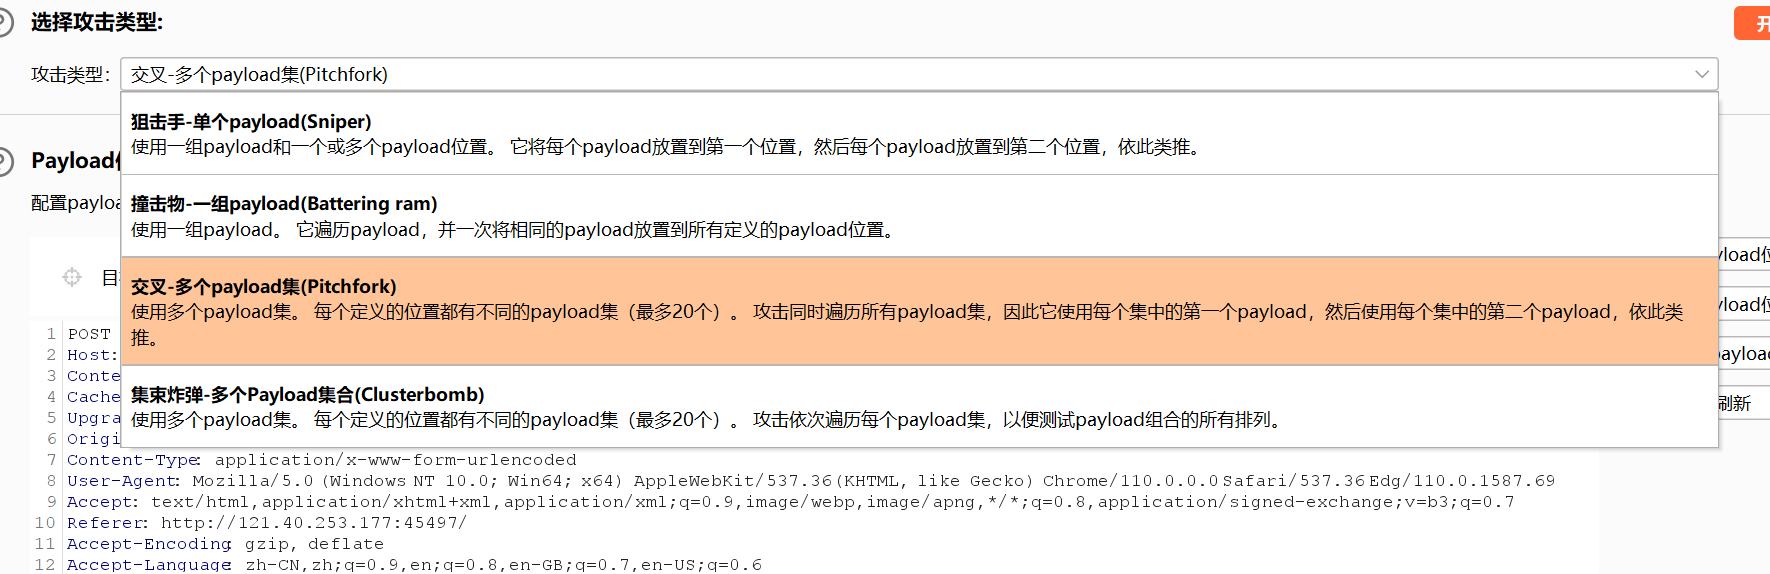 选择攻击类型:
攻击类型: 交叉-多个payload集(Pitchfork)
狙击手-单个payload(Sniper)
使用一组payload和一个或多个payload位置。 它将每个payload放置到第一个位置，然后每个payload放置到第二个位置，依此类推。
Payload
撞击物-一组payload(Battering ram)
配置
使用一组payload。 它遍历payload，并一次将相同的payload放置到所有定义的payload位置。
交叉-多个payload集(Pitchfork)
使用多个payload集。 每个定义的位置都有不同的payload集（最多20个）。 攻击同时遍历所有payload集，因此它使用每个集中的第一个payload，然后使用每个集中的第二个payload，依此类
推。
集束炸弹-多个Payload集合(Clusterbomb)
使用多个payload集。 每个定义的位置都有不同的payload集（最多20个）。 攻击依次遍历每个payload集，以便测试payload组合的所有排列。
刷新
1 POST
2 Host:
3 Conte
4 Cache
5 Upgra
6 Origi
7 Content-Type: application/x-www-form-urlencoded
8 User-Agent: Mozilla/5.0 (Windows NT 10.0; Win64; x64) AppleWebKit/537.36 (KHTML, like Gecko) Chrome/110.0.0.0 Safari/537.36 Edg/110.0.1587.69
9 Accept: text/html,application/xhtml+xml,application/xml;q=0.9,image/webp,image/apng,*/*;q=0.8,application/signed-exchange;v=b3;q=0.7
10 Referer: http://121.40.253.177:45497/
11 Accept-Encoding: gzip, deflate
12 Accept-Language: zh-CN,zh;q=0.9,en;q=0.8,en-GB;q=0.7,en-US;q=0.6